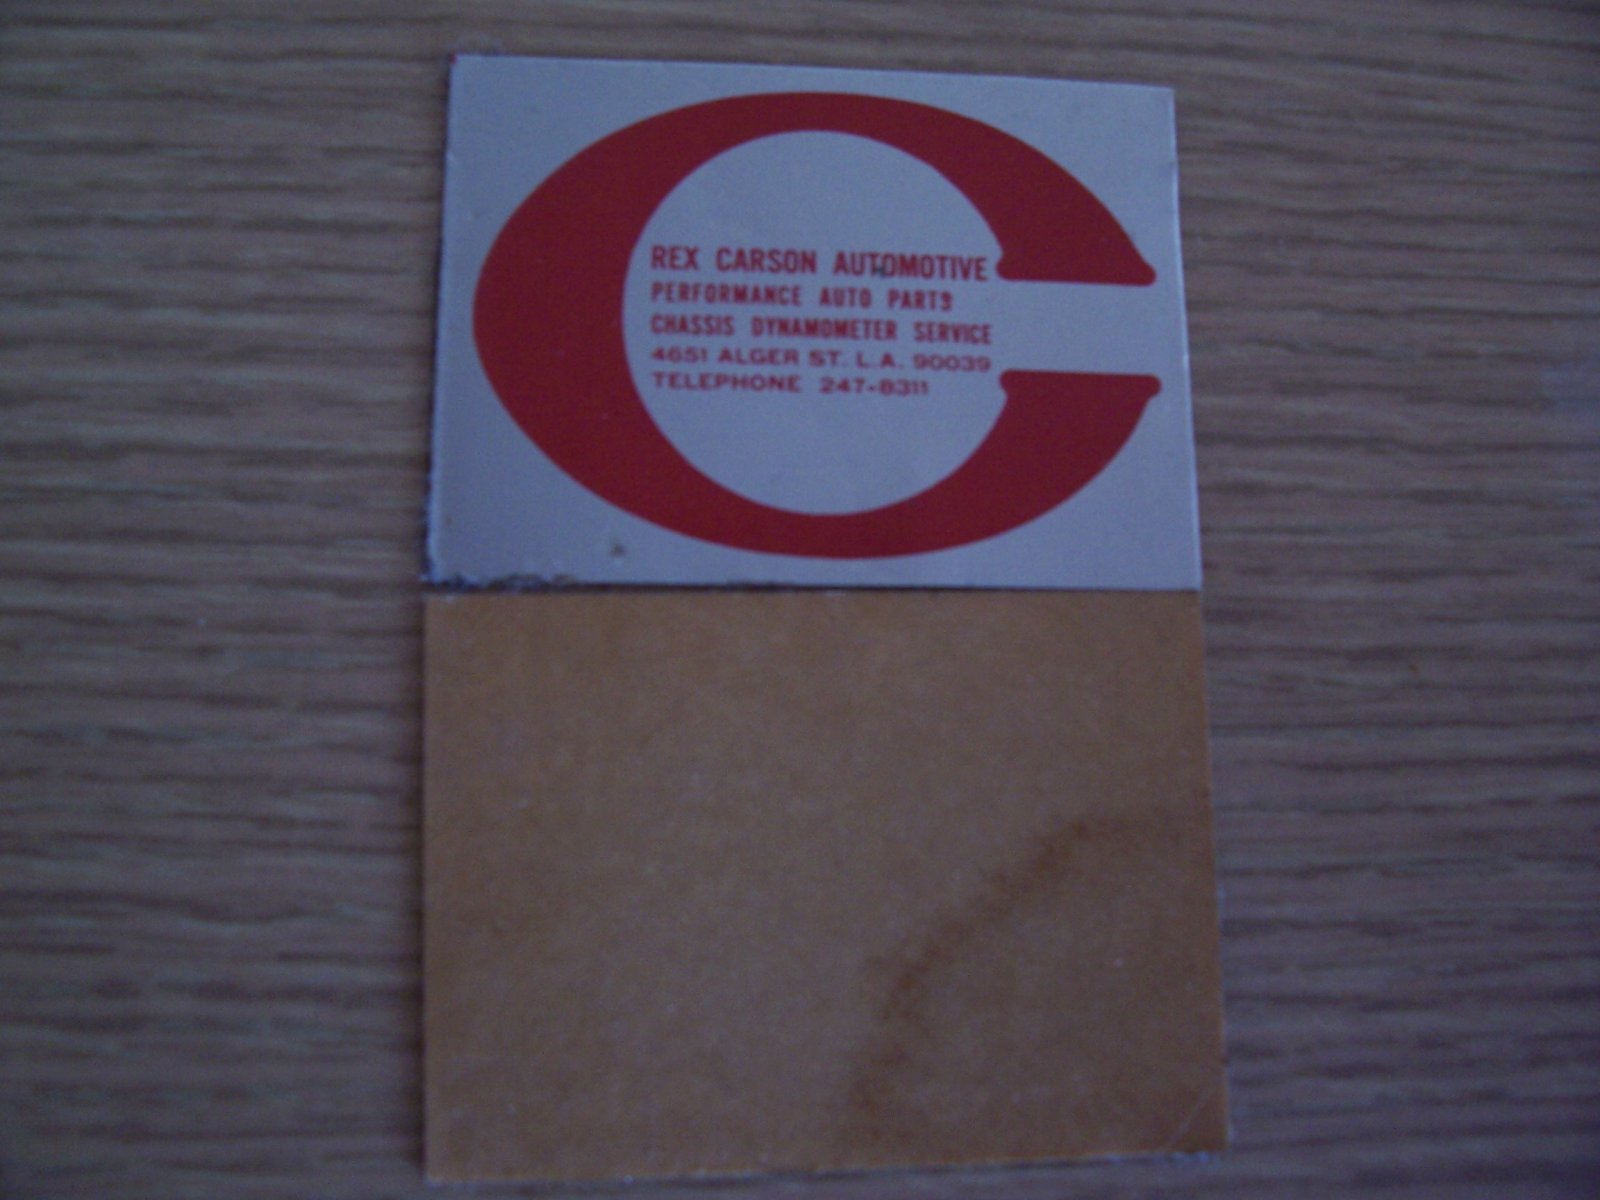 C
REX CARSON AUTOMOTIVE
PERFORMANCE AUTO PARTS
CHASSIS DYNAMOMETER SERVICE
4651 ALGER ST. L.A. 90039
TELEPHONE 247-8311